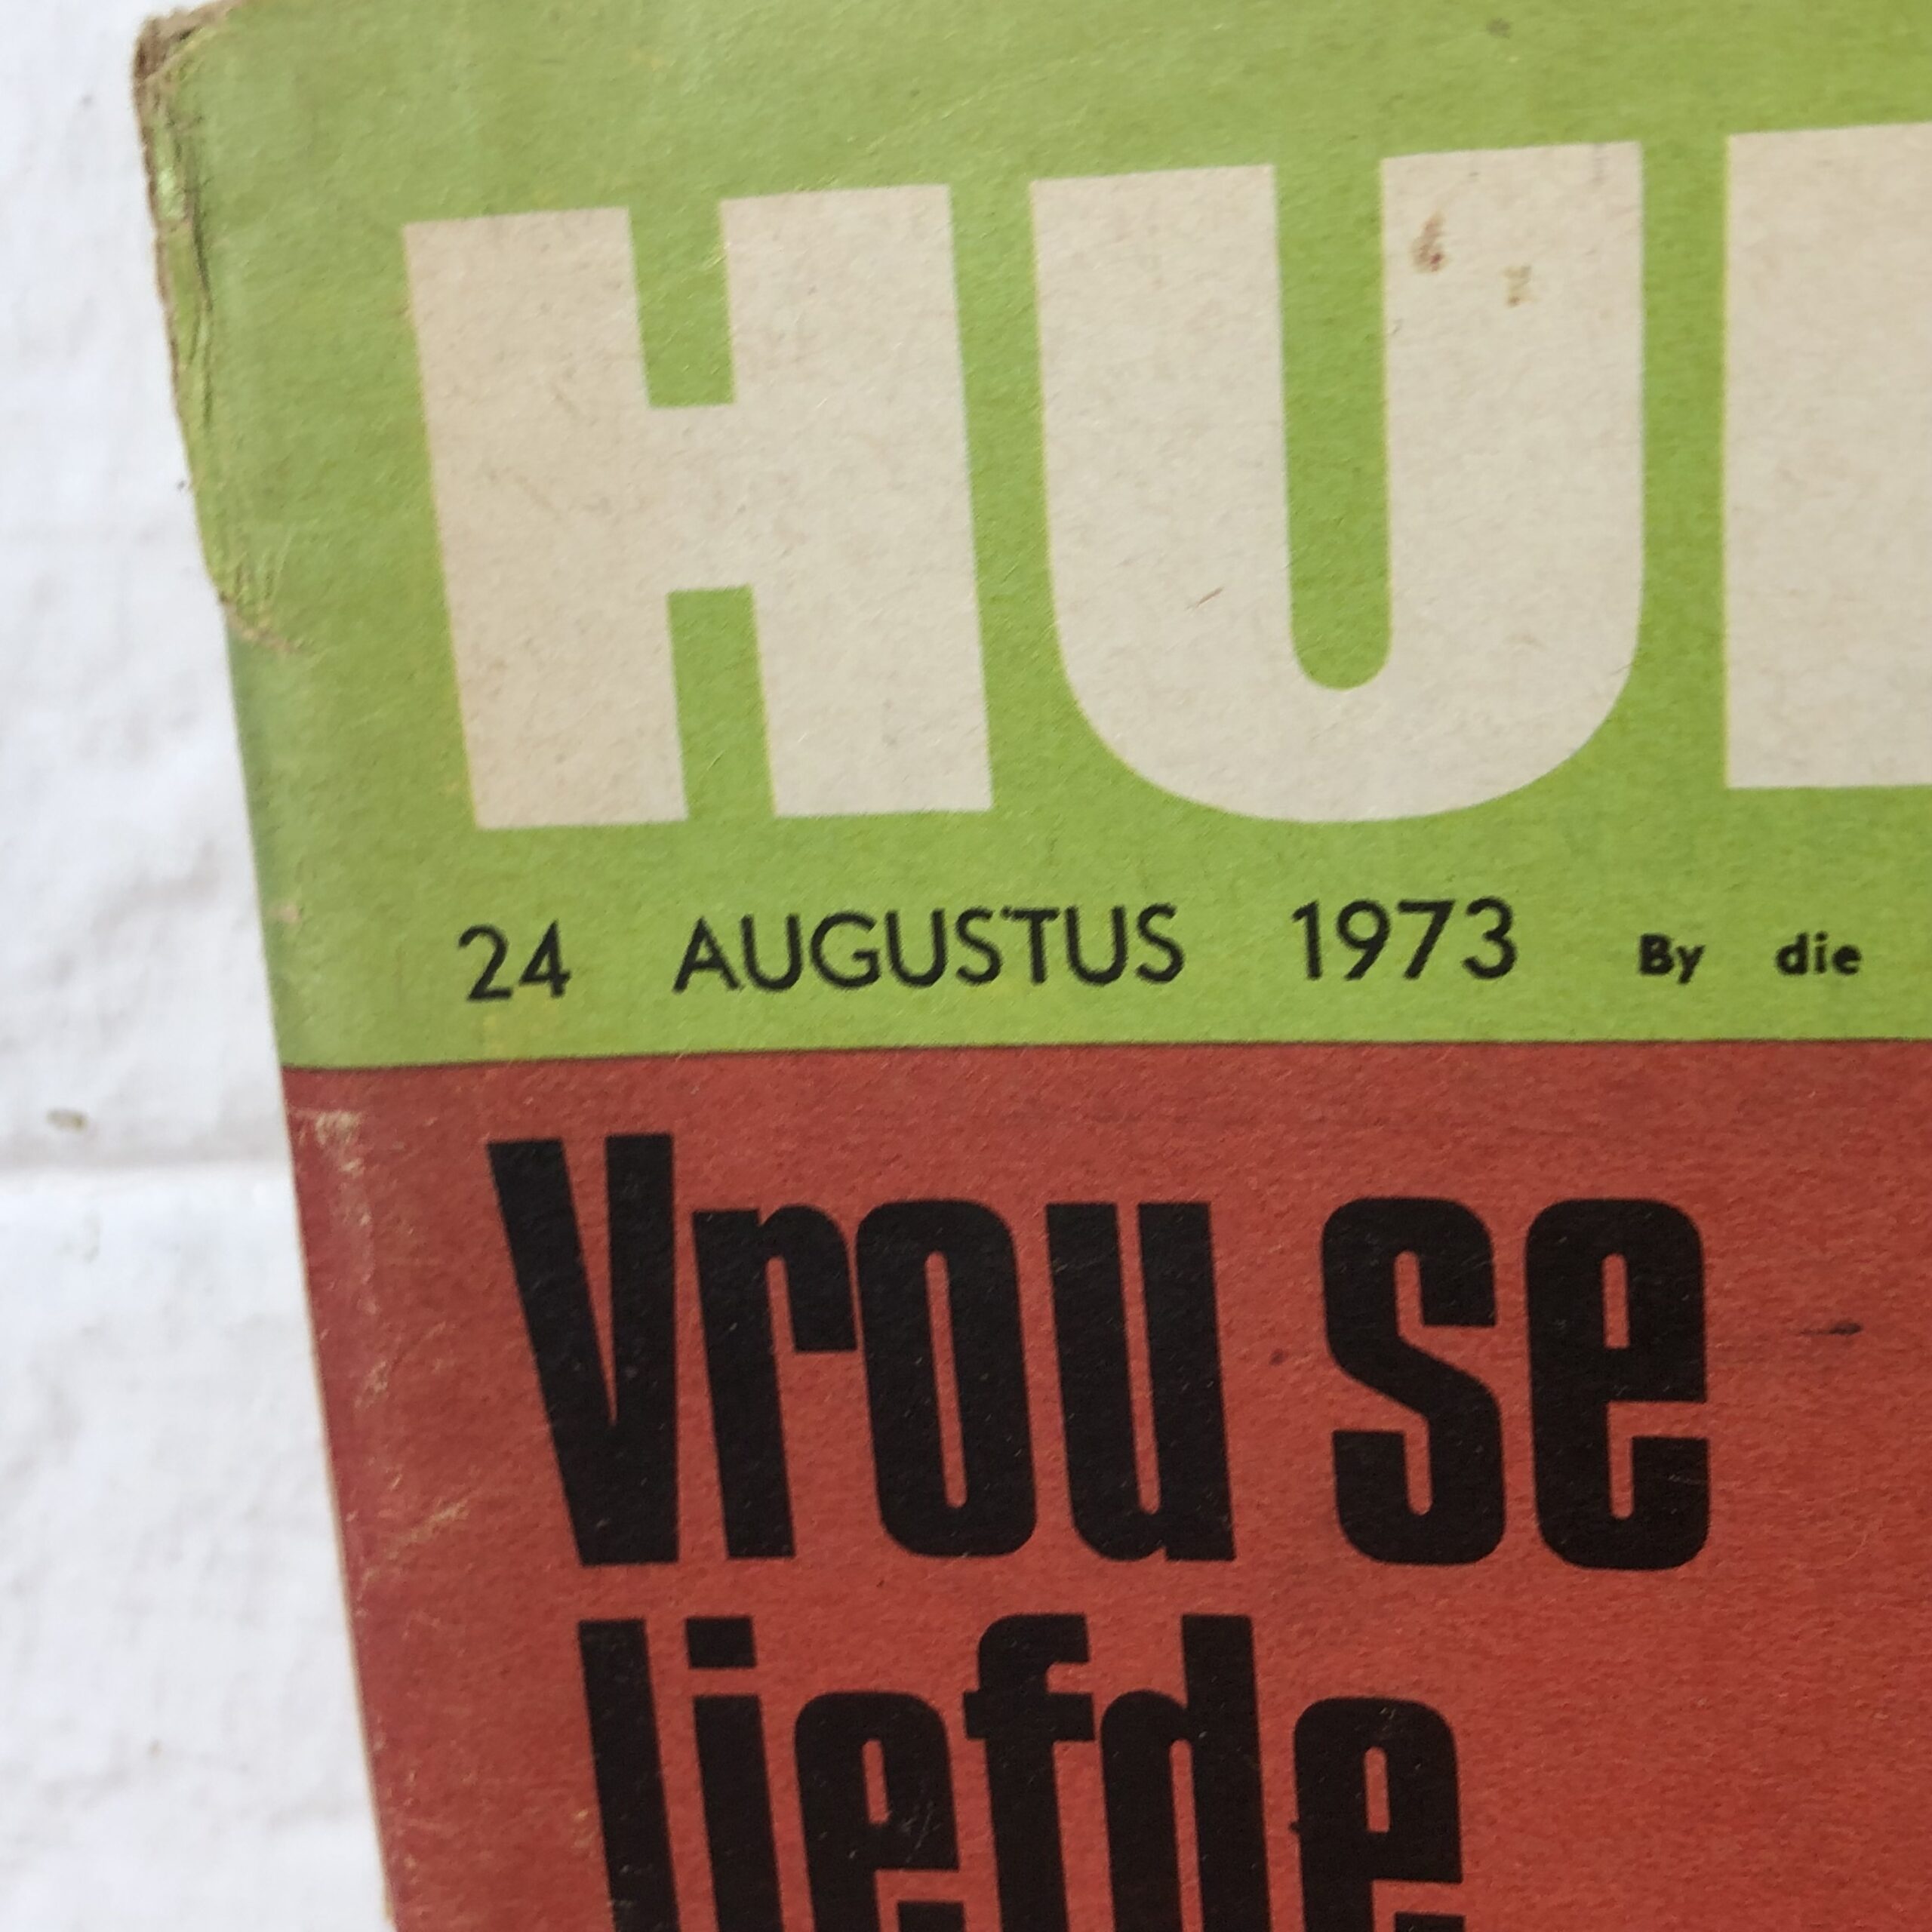 HU
24 AUGUSTUS 1973 By die
Vrou se
liefde